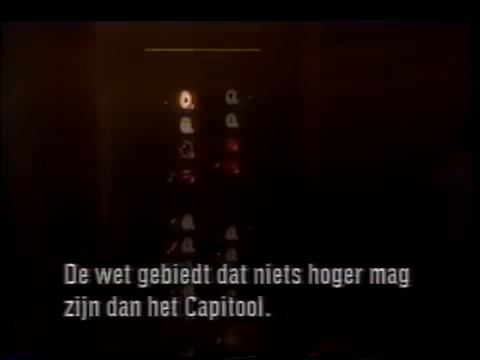 De wet gebiedt dat niets hoger mag
zijn dan het Capitool.